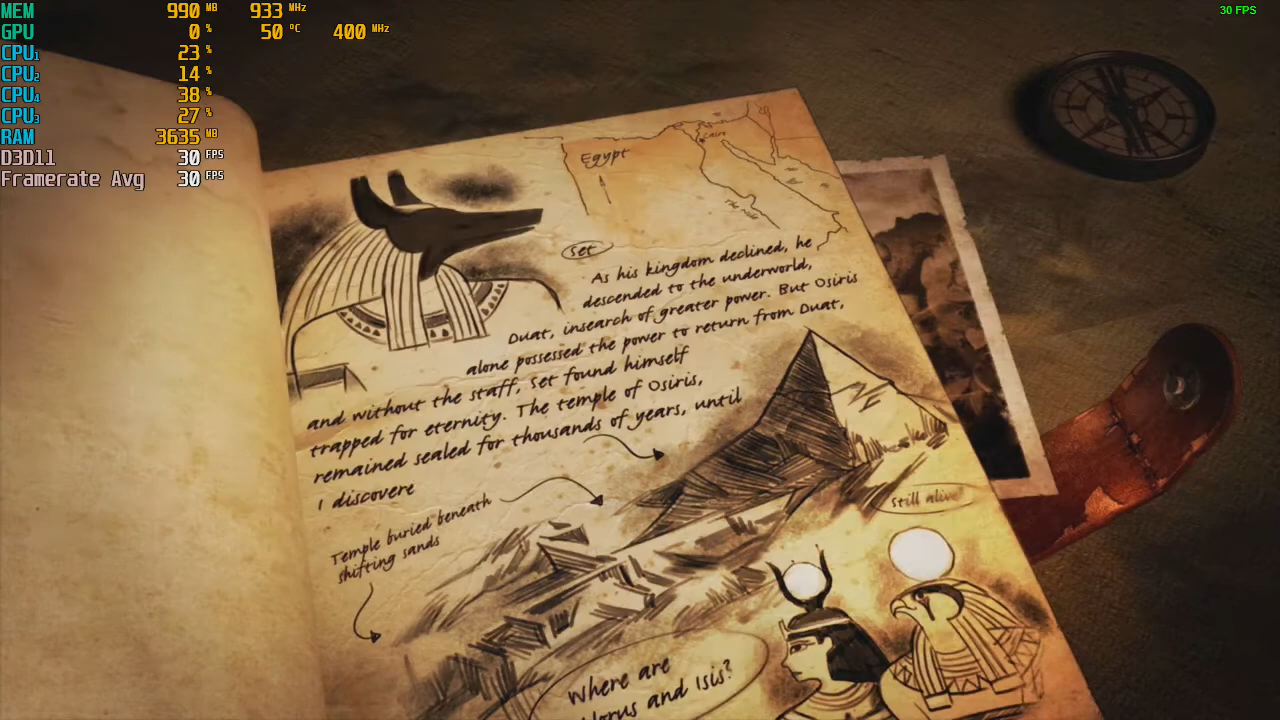 MEM 990 MB 933 MHz
GPU 0 % 50 °C 400 MHz
CPU1 23 %
CPU2 14 %
CPU4 38 %
CPU3 27 %
RAM 3635 MB
D3D11 30 FPS
Framerate Avg 30 FPS
30 FPS
Egypt
Cairo
The Nile
Set
As his kingdom declined, he
descended to the underworld,
Duat, insearch of greater power. But Osiris
alone possessed the power to return from Duat,
and without the staff, Set found himself
trapped for eternity. The temple of Osiris,
remained sealed for thousands of years, until
I discovere
Temple buried beneath
shifting sands
Still alive
Where are
Horus and Isis?